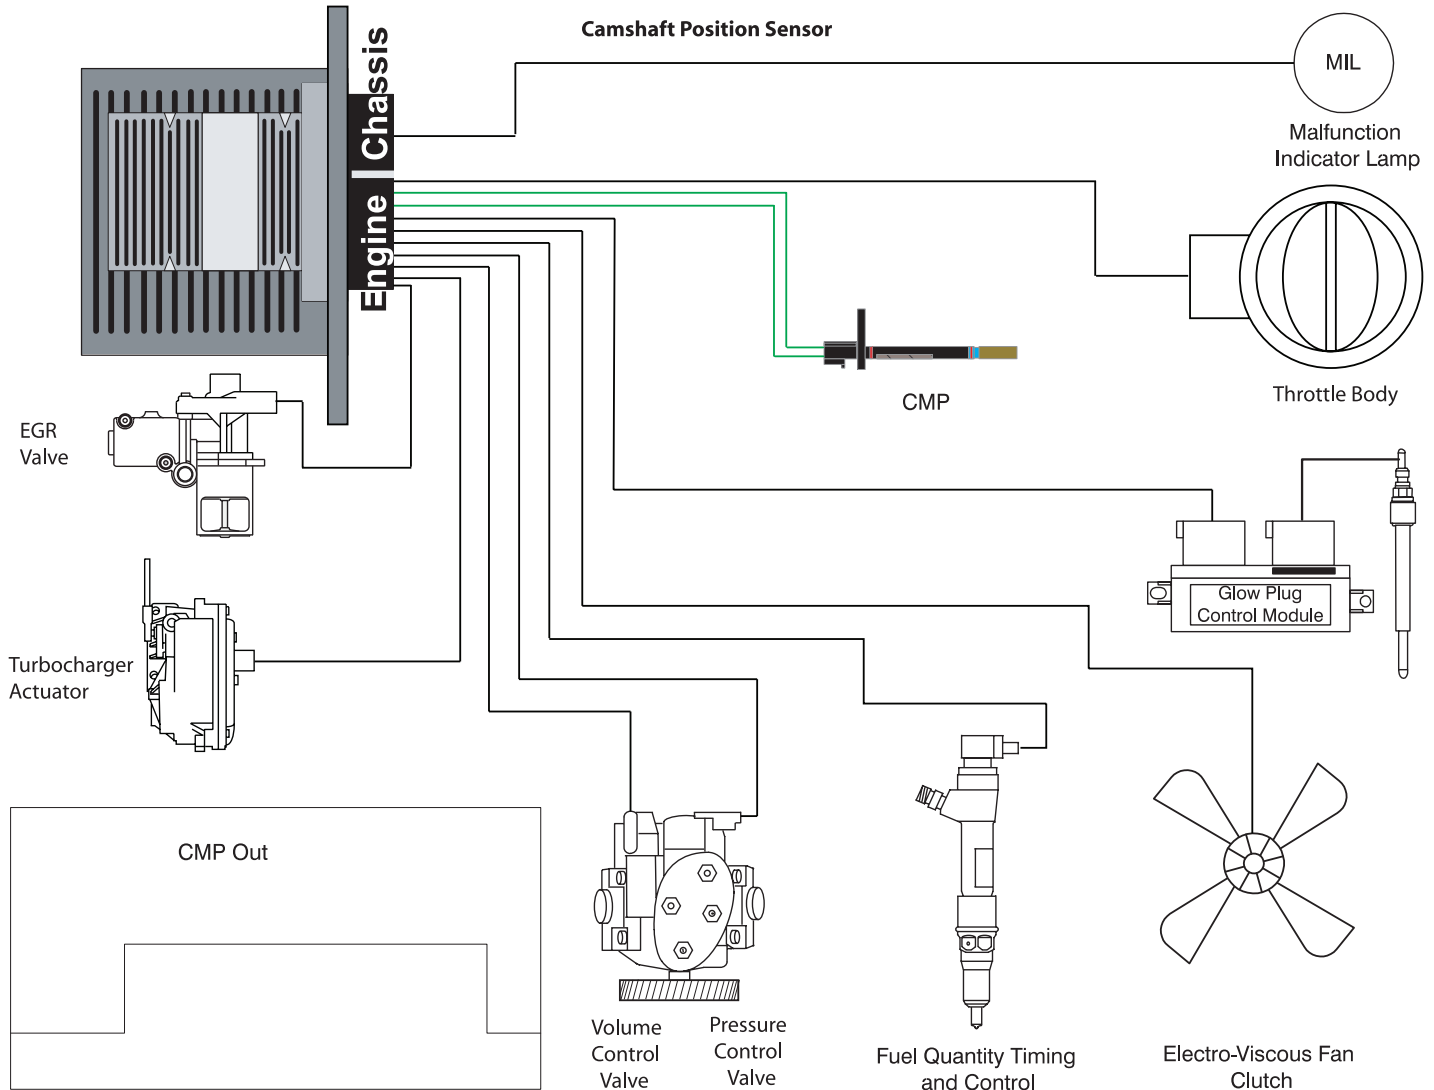 Camshaft Position Sensor
Chassis
Engine
MIL
Malfunction
Indicator Lamp
Throttle Body
CMP
EGR
Valve
Glow Plug
Control Module
Turbocharger
Actuator
CMP Out
Volume
Control
Valve
Pressure
Control
Valve
Fuel Quantity Timing
and Control
Electro-Viscous Fan
Clutch